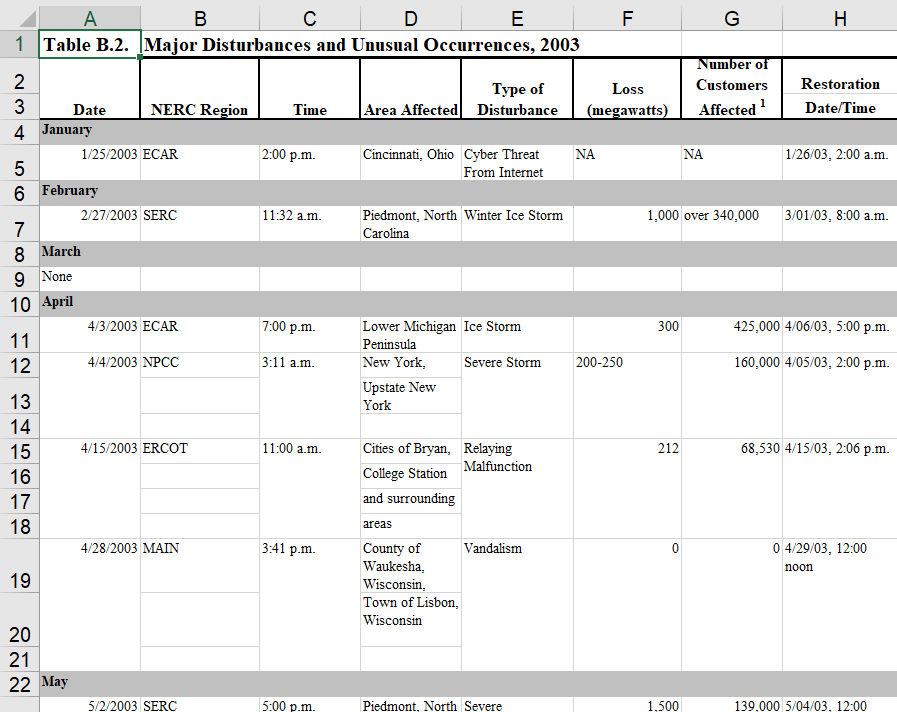 A B C D E F G H
1 Table B.2. Major Disturbances and Unusual Occurrences, 2003
2 Number of
Customers
Type of Loss Restoration
3 Date NERC Region Time Area Affected Disturbance (megawatts) Affected 1 Date/Time
4 January
5 1/25/2003 ECAR 2:00 p.m. Cincinnati, Ohio Cyber Threat NA NA 1/26/03, 2:00 a.m.
From Internet
6 February
7 2/27/2003 SERC 11:32 a.m. Piedmont, North Winter Ice Storm 1,000 over 340,000 3/01/03, 8:00 a.m.
Carolina
8 March
9 None
10 April
11 4/3/2003 ECAR 7:00 p.m. Lower Michigan Ice Storm 300 425,000 4/06/03, 5:00 p.m.
Peninsula
12 4/4/2003 NPCC 3:11 a.m. New York, Severe Storm 200-250 160,000 4/05/03, 2:00 p.m.
13 Upstate New
York
14
15 4/15/2003 ERCOT 11:00 a.m. Cities of Bryan, Relaying 212 68,530 4/15/03, 2:06 p.m.
Malfunction
16 College Station
17 and surrounding
18 areas
19 4/28/2003 MAIN 3:41 p.m. County of Vandalism 0 0 4/29/03, 12:00
Waukesha, noon
Wisconsin,
20 Town of Lisbon,
Wisconsin
21
22 May
5/2/2003 SERC 5:00 p.m. Piedmont, North Severe 1,500 139,000 5/04/03, 12:00